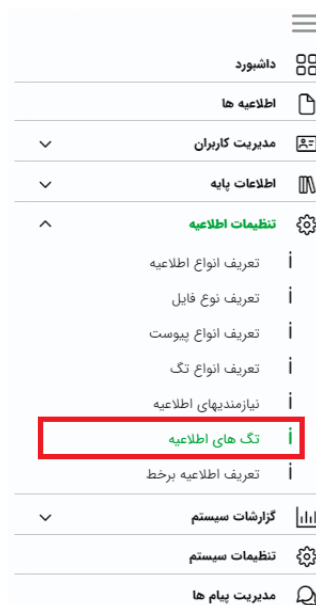 داشبورد
اطلاعیه ها
مدیریت کاربران
اطلاعات پایه
تنظیمات اطلاعیه
تعریف انواع اطلاعیه
تعریف نوع فایل
تعریف انواع پیوست
تعریف انواع تگ
نیازمندیهای اطلاعیه
تگ های اطلاعیه
تعریف اطلاعیه برخط
گزارشات سیستم
تنظیمات سیستم
مدیریت پیام ها